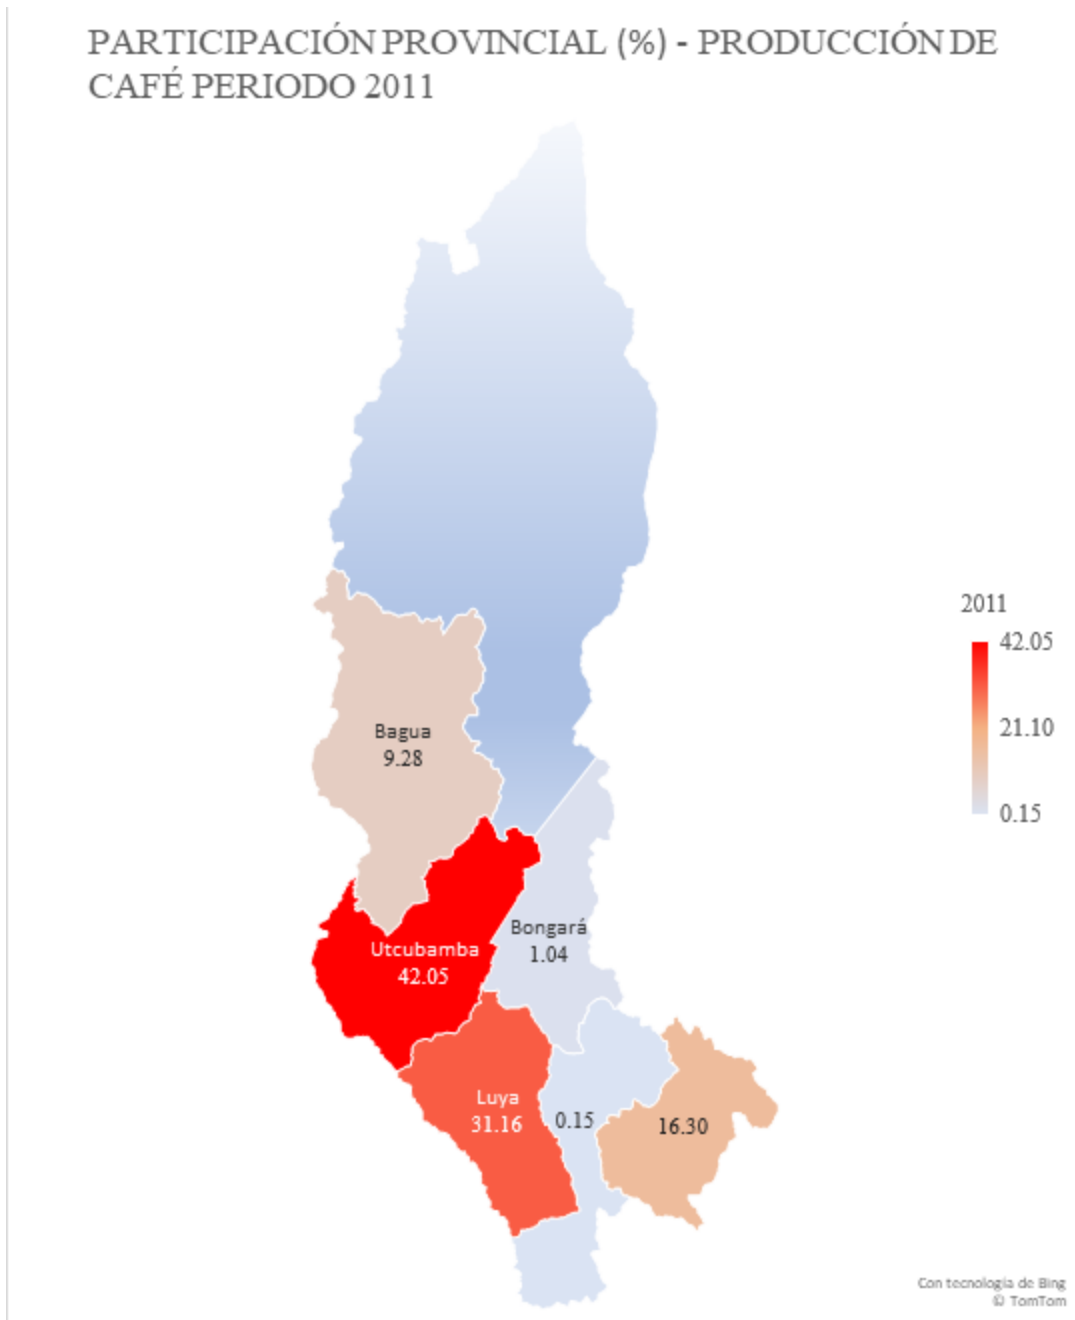 PARTICIPACIÓN PROVINCIAL (%) - PRODUCCIÓN DE
CAFÉ PERIODO 2011
2011
42.05
21.10
0.15
Bagua
9.28
Bongará
1.04
Utcubamba
42.05
Luya
31.16
0.15
16.30
Con tecnología de Bing
© TomTom